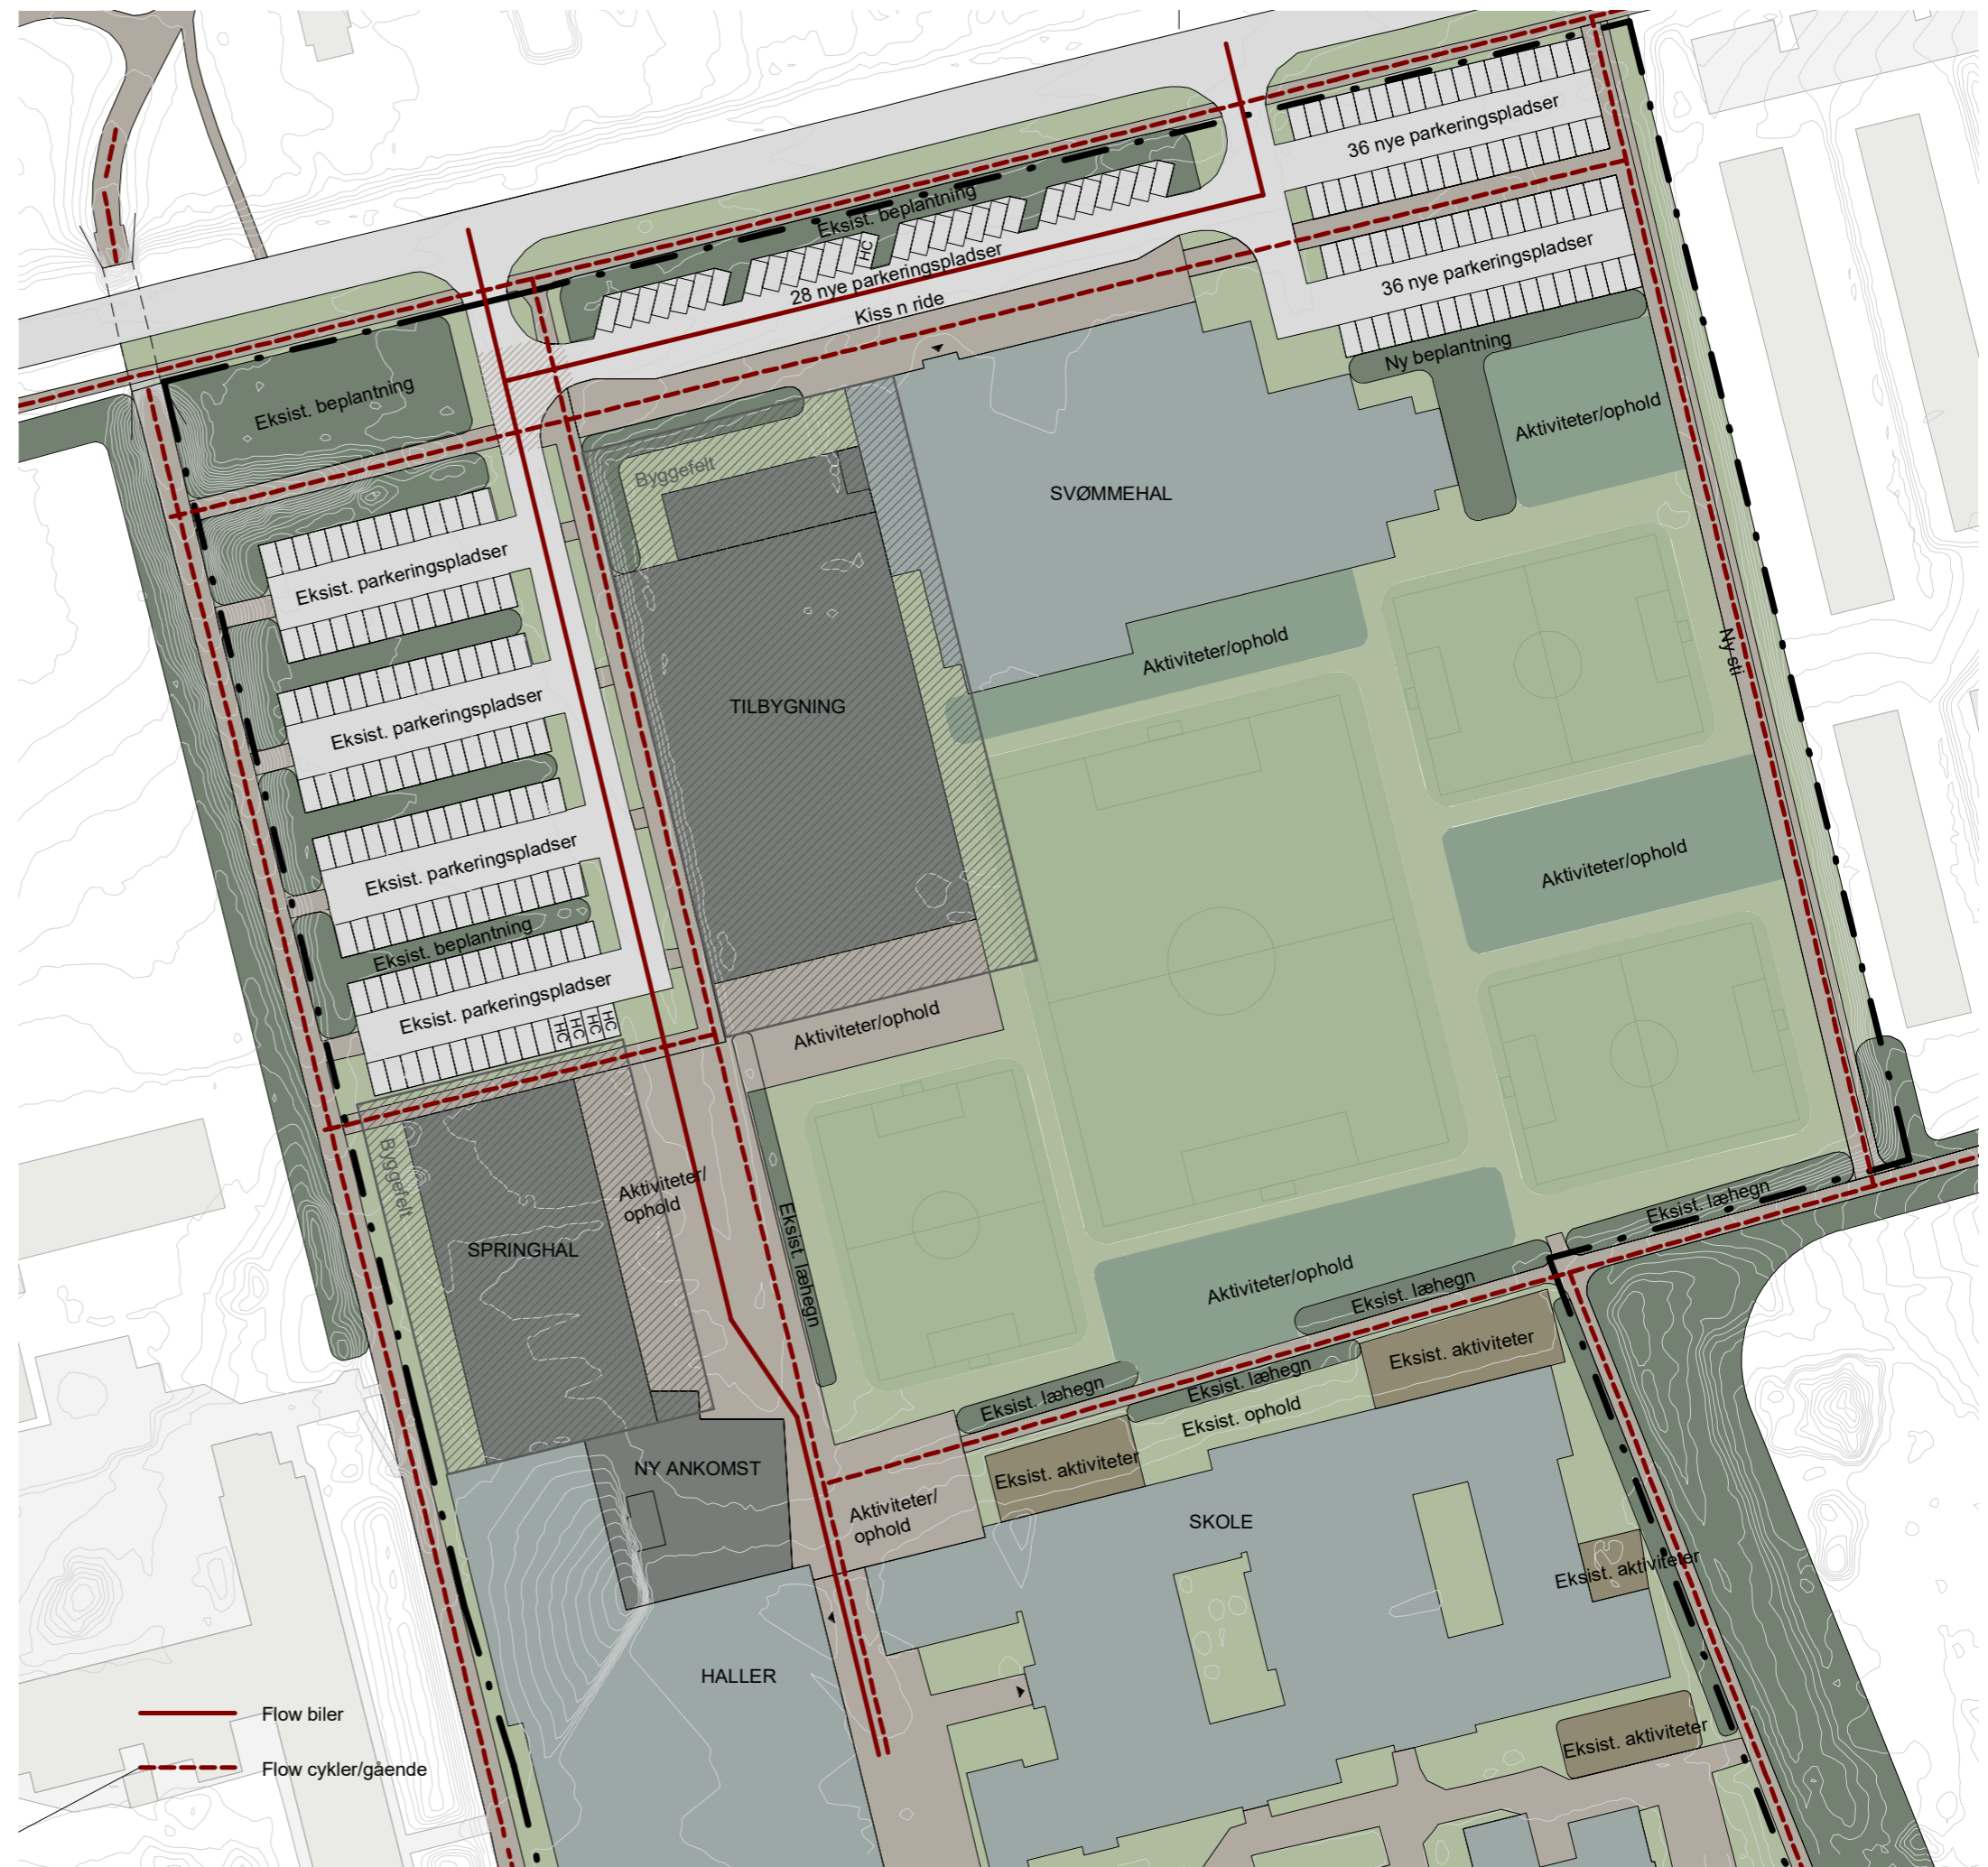 36 nye parkeringspladser
Eksist. beplantning
HC
28 nye parkeringspladser
Kiss n ride
36 nye parkeringspladser
Ny beplantning
Eksist. beplantning
Aktiviteter/ophold
Byggefelt
SVØMMEHAL
Eksist. parkeringspladser
Aktiviteter/ophold
Ny sti
Eksist. parkeringspladser
TILBYGNING
Eksist. parkeringspladser
Aktiviteter/ophold
Eksist. beplantning
Eksist. parkeringspladser
HC
HC
HC
HC
Aktiviteter/ophold
Byggefelt
Aktiviteter/
ophold
Eksist. læhegn
Eksist. læhegn
SPRINGHAL
Aktiviteter/ophold
Eksist. læhegn
Eksist. aktiviteter
Eksist. læhegn
Eksist. læhegn
Eksist. ophold
NY ANKOMST
Eksist. aktiviteter
Aktiviteter/
ophold
SKOLE
Eksist. aktiviteter
HALLER
Flow biler
Eksist. aktiviteter
Flow cykler/gående